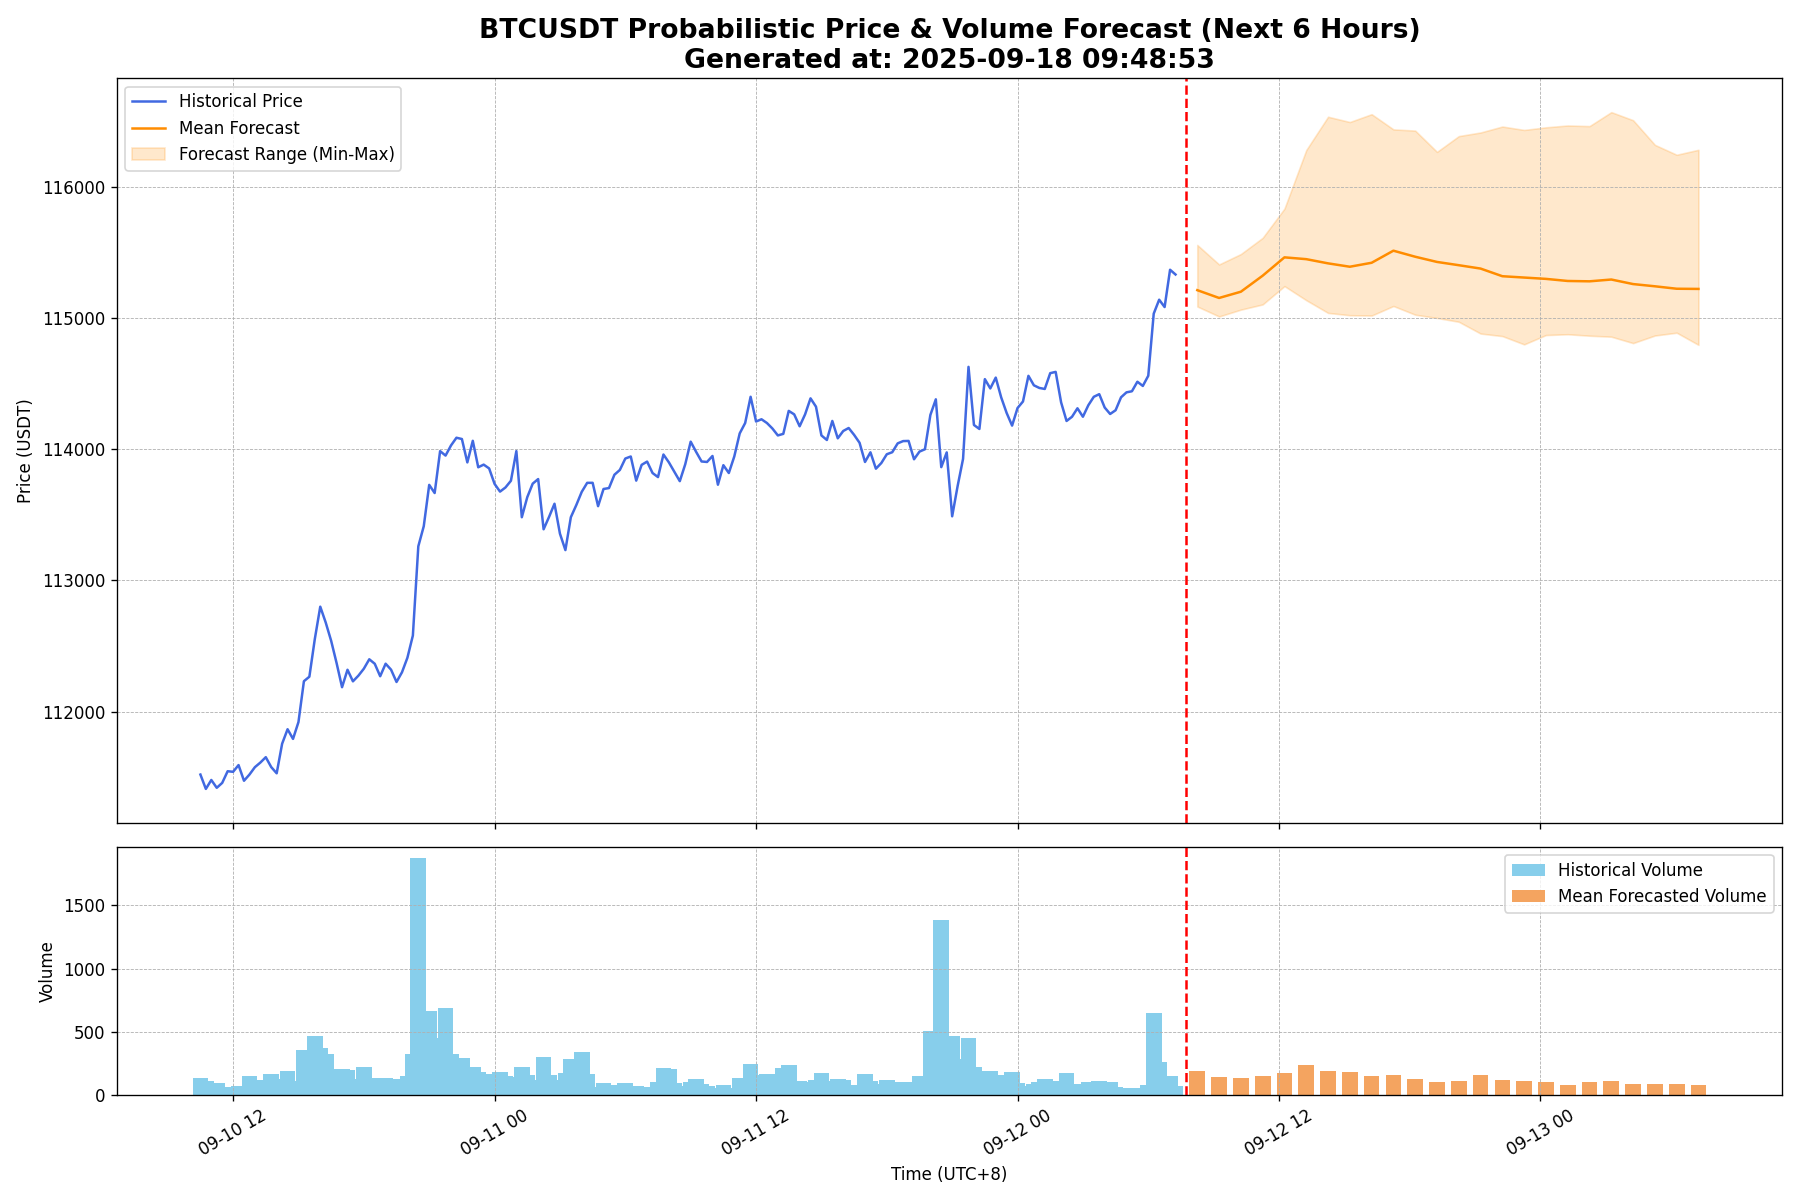 BTCUSDT Probabilistic Price & Volume Forecast (Next 6 Hours)
Generated at: 2025-09-18 09:48:53
Historical Price
Mean Forecast
Forecast Range (Min-Max)
116000
115000
114000
113000
112000
Price (USDT)
Historical Volume
Mean Forecasted Volume
1500
1000
500
0
Volume
09-10 12
09-11 00
09-11 12
09-12 00
09-12 12
09-13 00
Time (UTC+8)